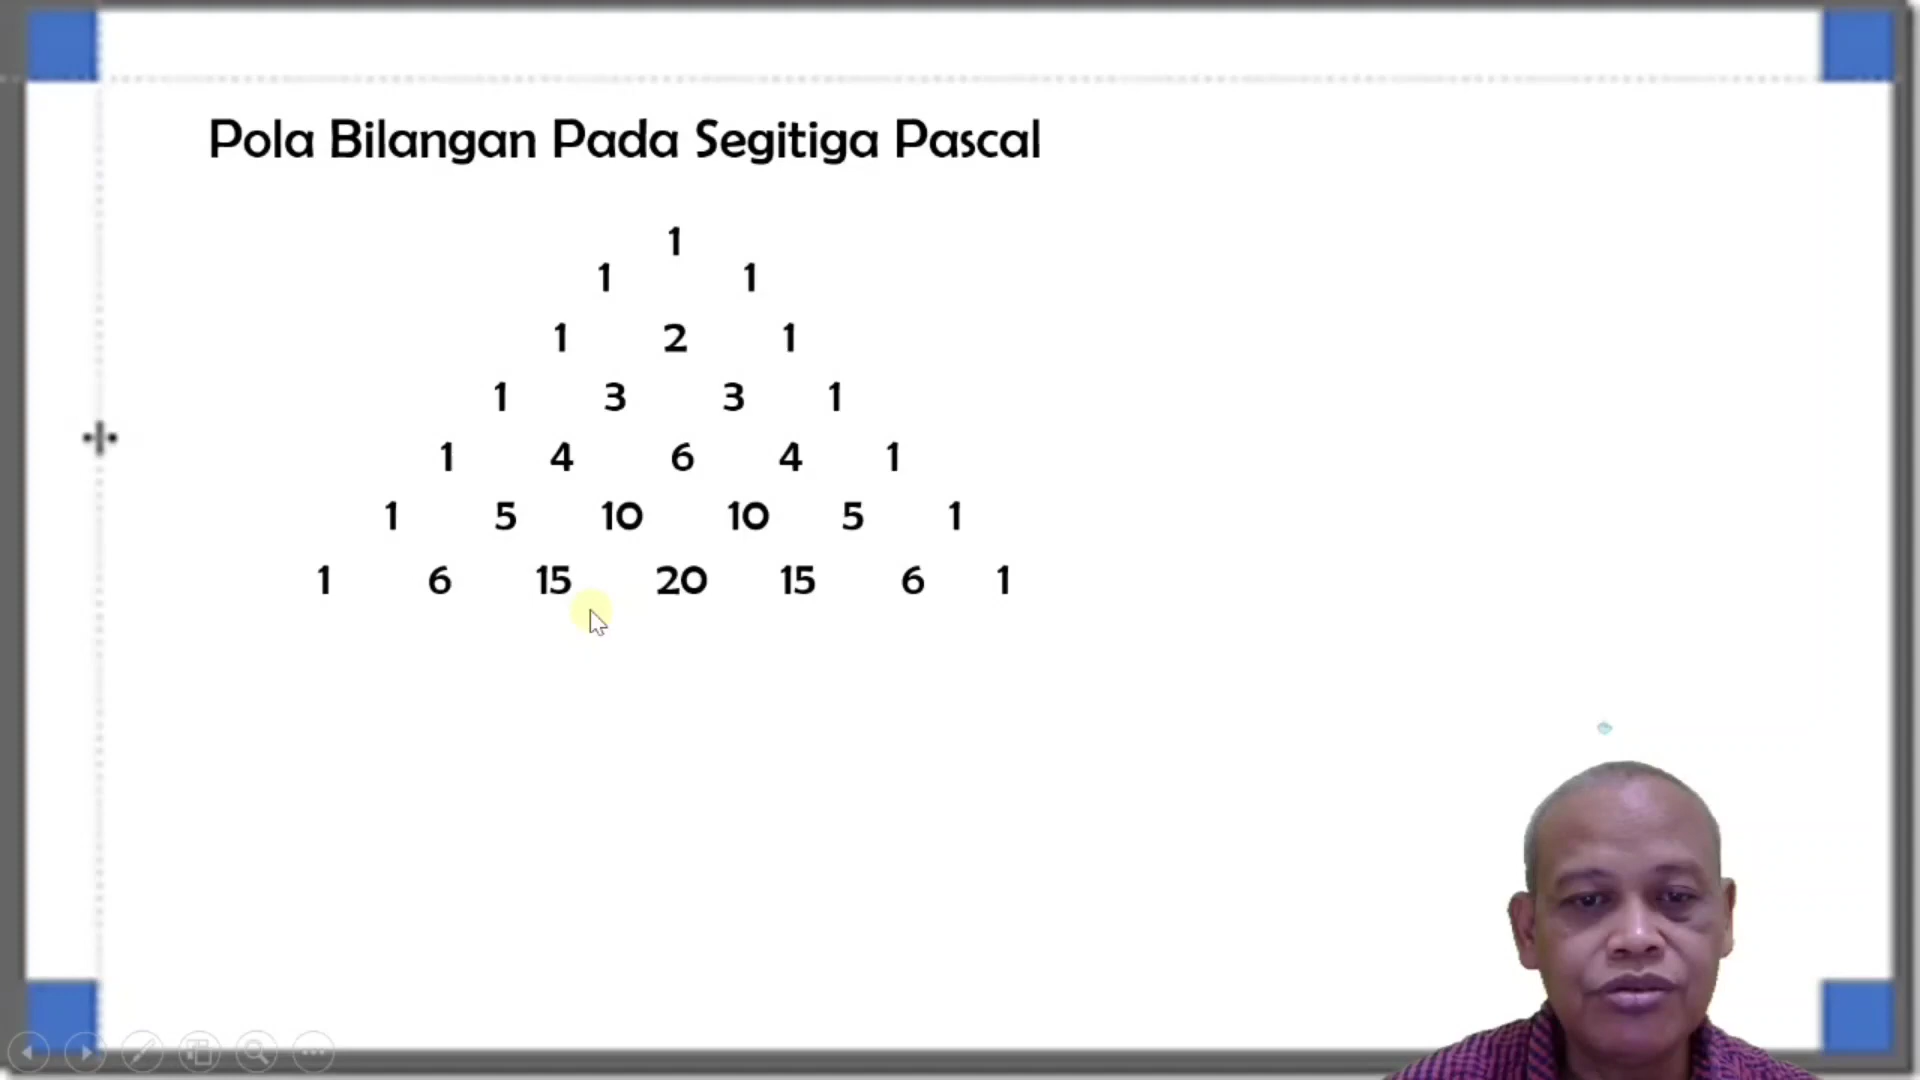 Pola Bilangan Pada Segitiga Pascal
1
1 1
1 2 1
1 3 3 1
1 4 6 4 1
1 5 10 10 5 1
1 6 15 20 15 6 1